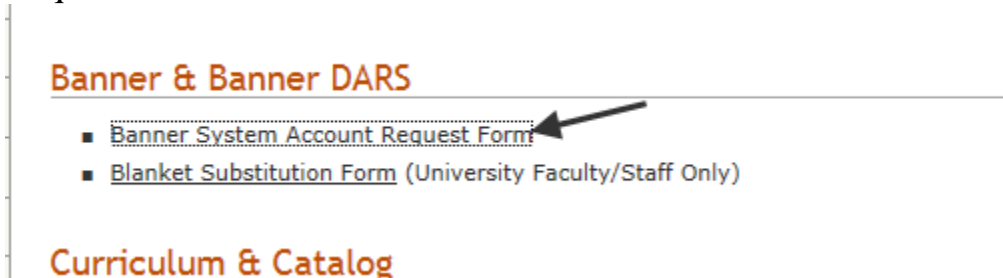 Banner & Banner DARS
Banner System Account Request Form
Blanket Substitution Form (University Faculty/Staff Only)
Curriculum & Catalog